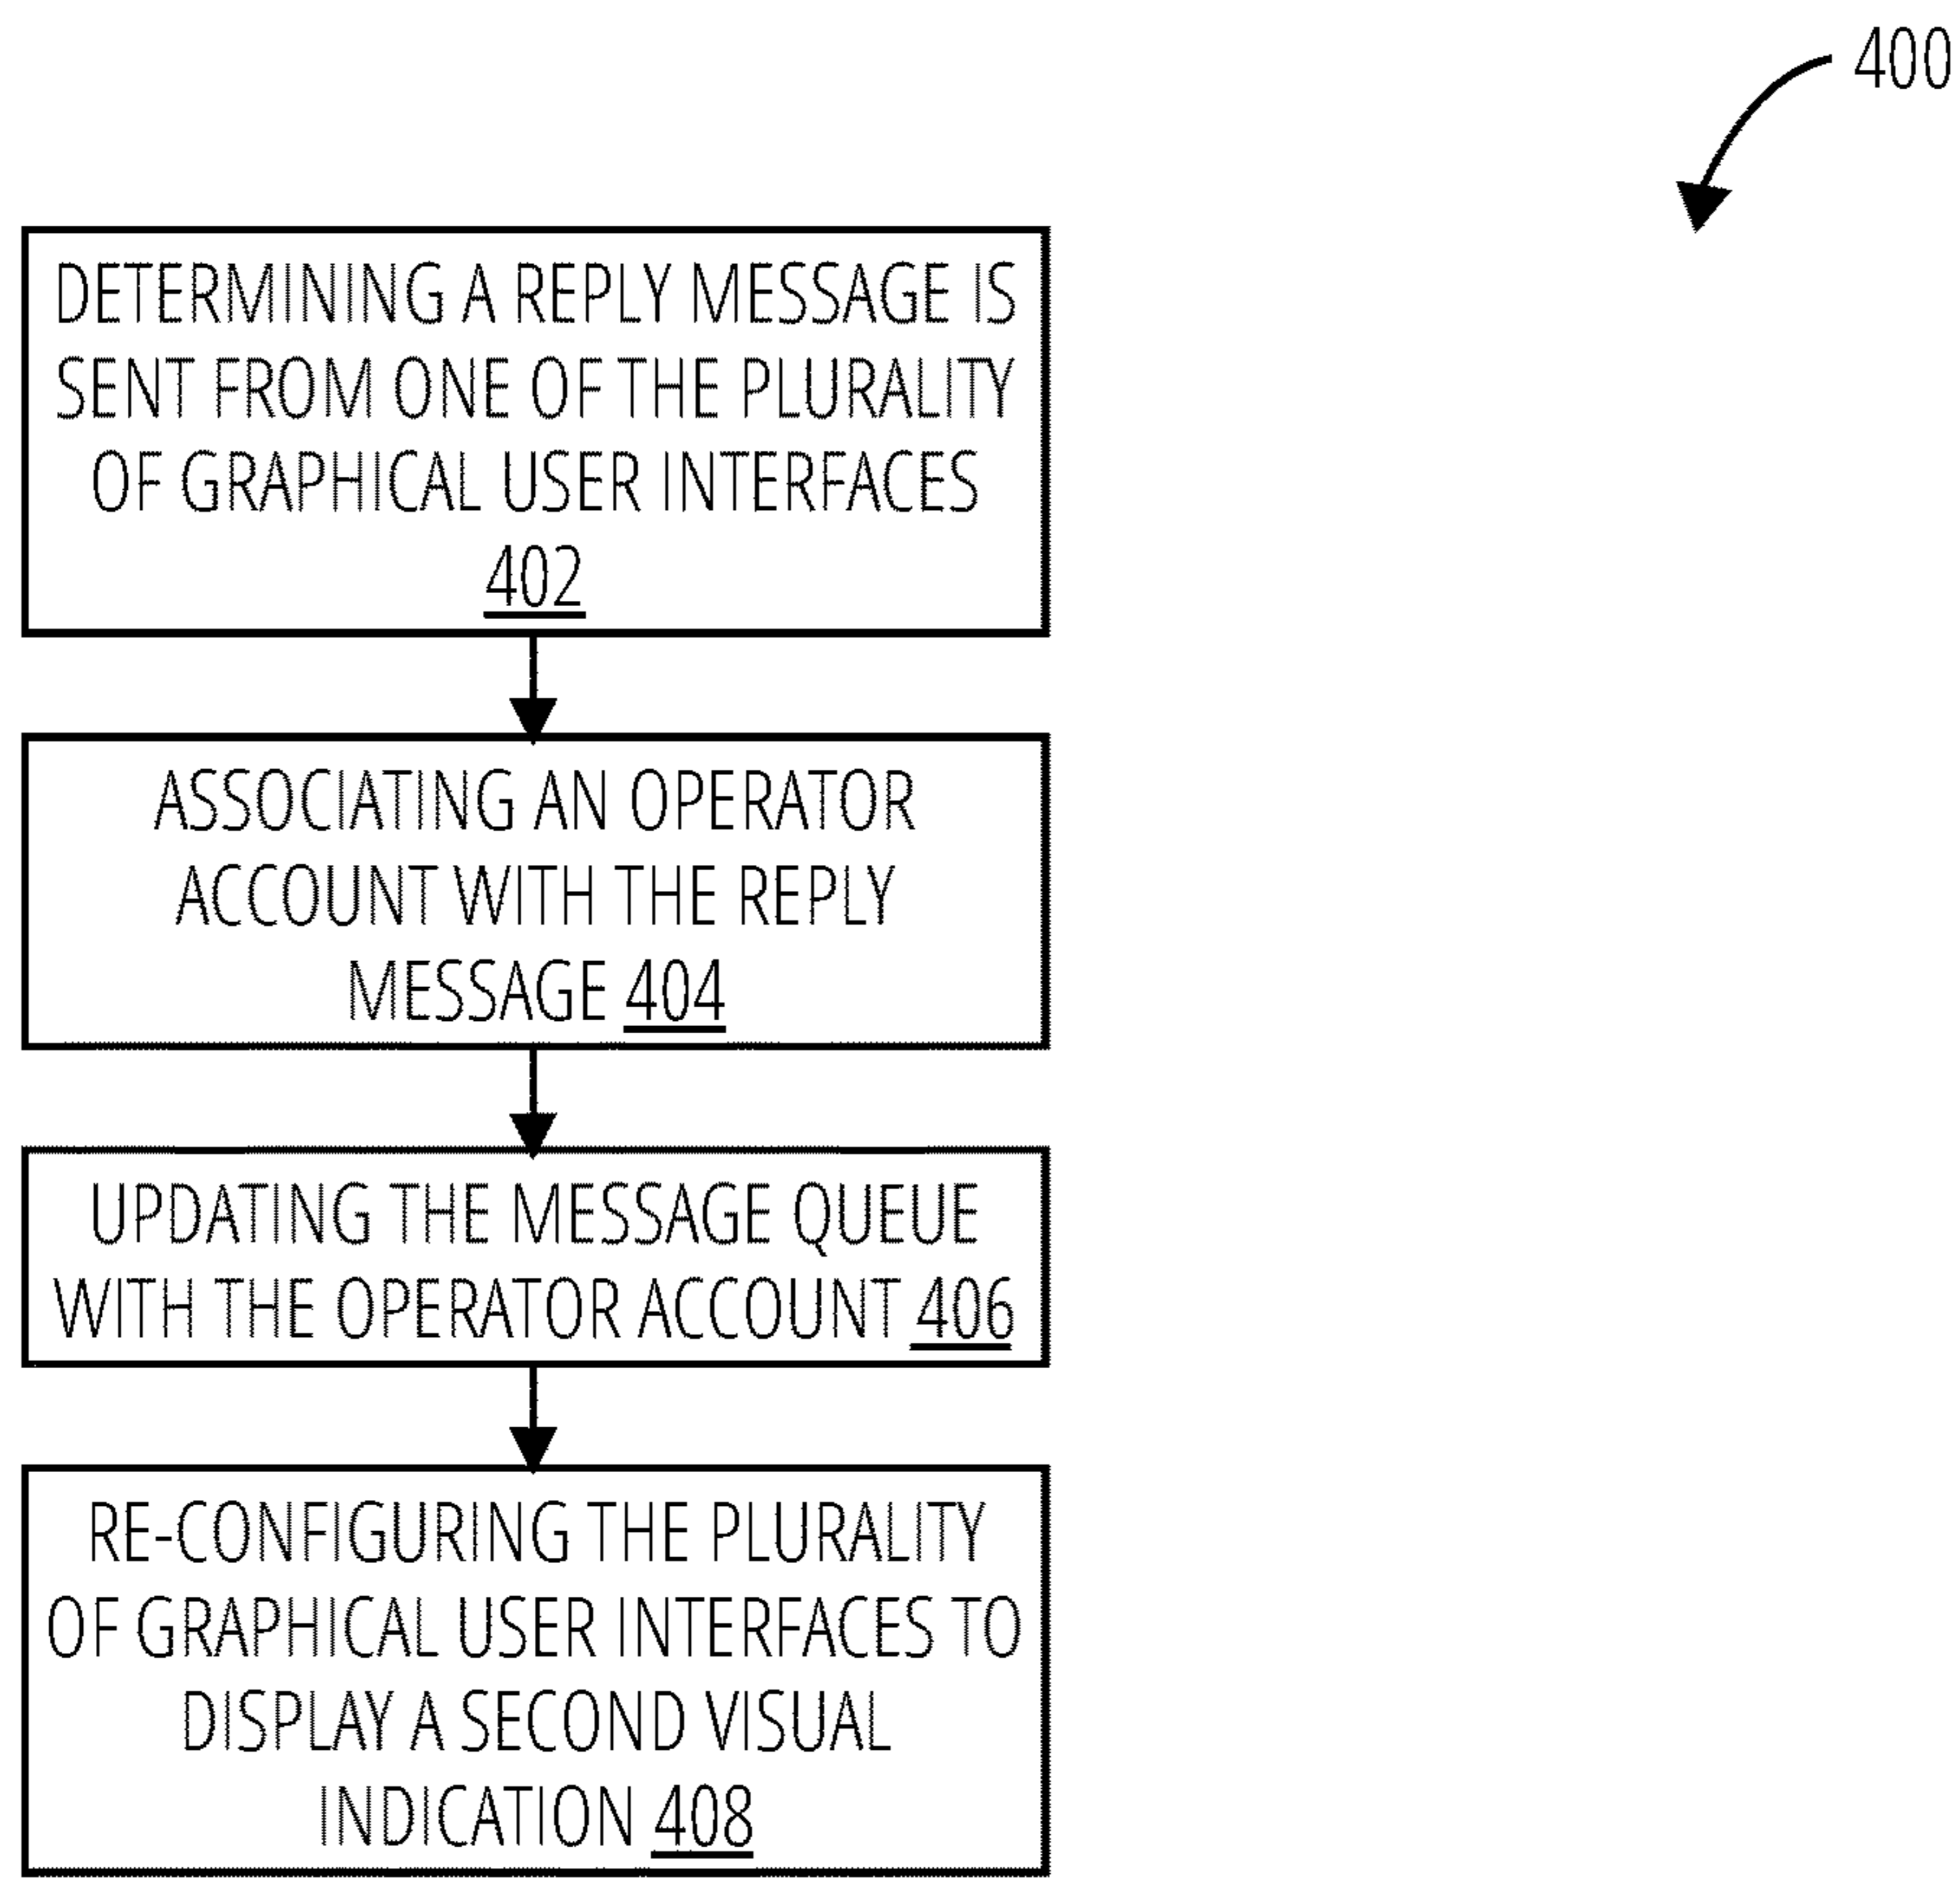 400
DETERMINING A REPLY MESSAGE IS
SENT FROM ONE OF THE PLURALITY
OF GRAPHICAL USER INTERFACES
402
ASSOCIATING AN OPERATOR
ACCOUNT WITH THE REPLY
MESSAGE 404
UPDATING THE MESSAGE QUEUE
WITH THE OPERATOR ACCOUNT 406
RE-CONFIGURING THE PLURALITY
OF GRAPHICAL USER INTERFACES TO
DISPLAY A SECOND VISUAL
INDICATION 408